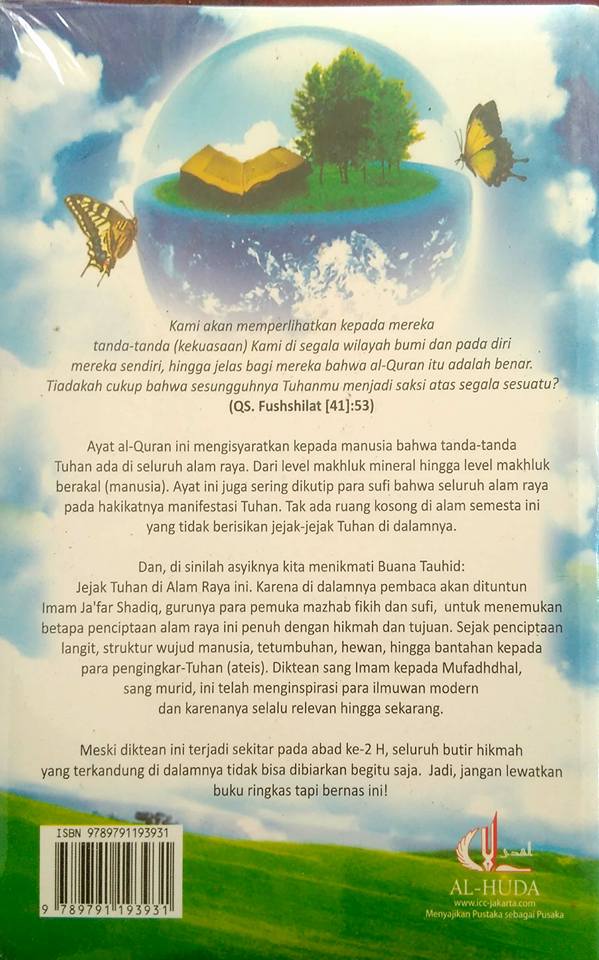 Kami akan memperlihatkan kepada mereka
tanda-tanda (kekuasaan) Kami di segala wilayah bumi dan pada diri
mereka sendiri, hingga jelas bagi mereka bahwa al-Quran itu adalah benar.
Tiadakah cukup bahwa sesungguhnya Tuhanmu menjadi saksi atas segala sesuatu?
(QS. Fushshilat [41]:53)
Ayat al-Quran ini mengisyaratkan kepada manusia bahwa tanda-tanda
Tuhan ada di seluruh alam raya. Dari level makhluk mineral hingga level makhluk
berakal (manusia). Ayat ini juga sering dikutip para sufi bahwa seluruh alam raya
pada hakikatnya manifestasi Tuhan. Tak ada ruang kosong di alam semesta ini
yang tidak berisikan jejak-jejak Tuhan di dalamnya.
Dan, di sinilah asyiknya kita menikmati Buana Tauhid:
Jejak Tuhan di Alam Raya ini. Karena di dalamnya pembaca akan dituntun
Imam Ja'far Shadiq, gurunya para pemuka mazhab fikih dan sufi, untuk menemukan
betapa penciptaan alam raya ini penuh dengan hikmah dan tujuan. Sejak penciptaan
langit, struktur wujud manusia, tetumbuhan, hewan, hingga bantahan kepada
para pengingkar-Tuhan (ateis). Diktean sang Imam kepada Mufadhdhal,
sang murid, ini telah menginspirasi para ilmuwan modern
dan karenanya selalu relevan hingga sekarang.
Meski diktean ini terjadi sekitar pada abad ke-2 H, seluruh butir hikmah
yang terkandung di dalamnya tidak bisa dibiarkan begitu saja. Jadi, jangan lewatkan
buku ringkas tapi bernas ini!
ISBN 9789791193931
9 789791 193931
الهدى
AL-HUDA
www.icc-jakarta.com
Menyajikan Pustaka sebagai Pusaka